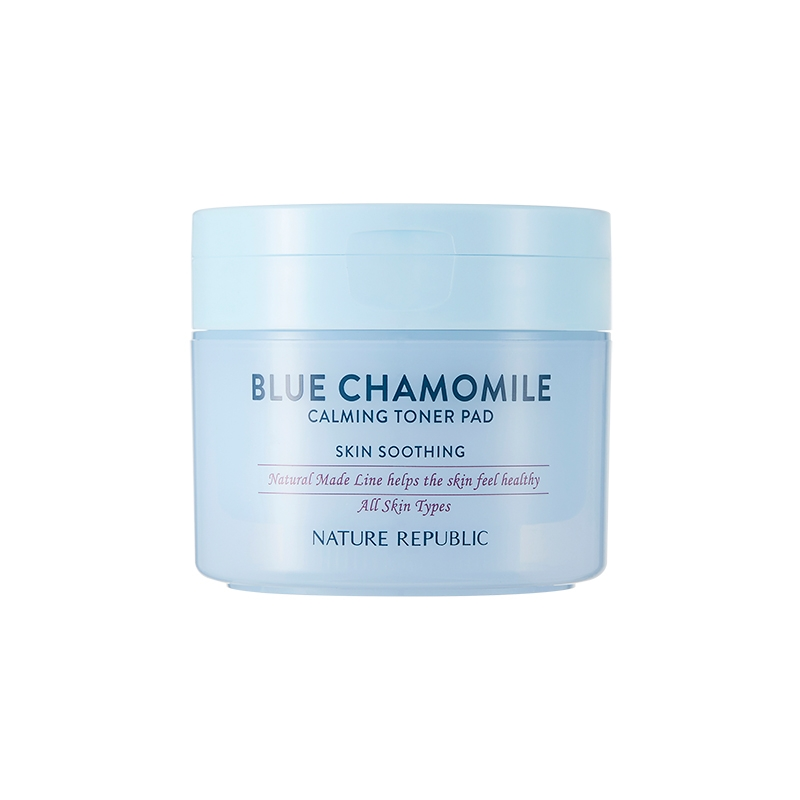 BLUE CHAMOMILE
CALMING TONER PAD
SKIN SOOTHING
Natural Made Line helps the skin feel healthy
All Skin Types
NATURE REPUBLIC